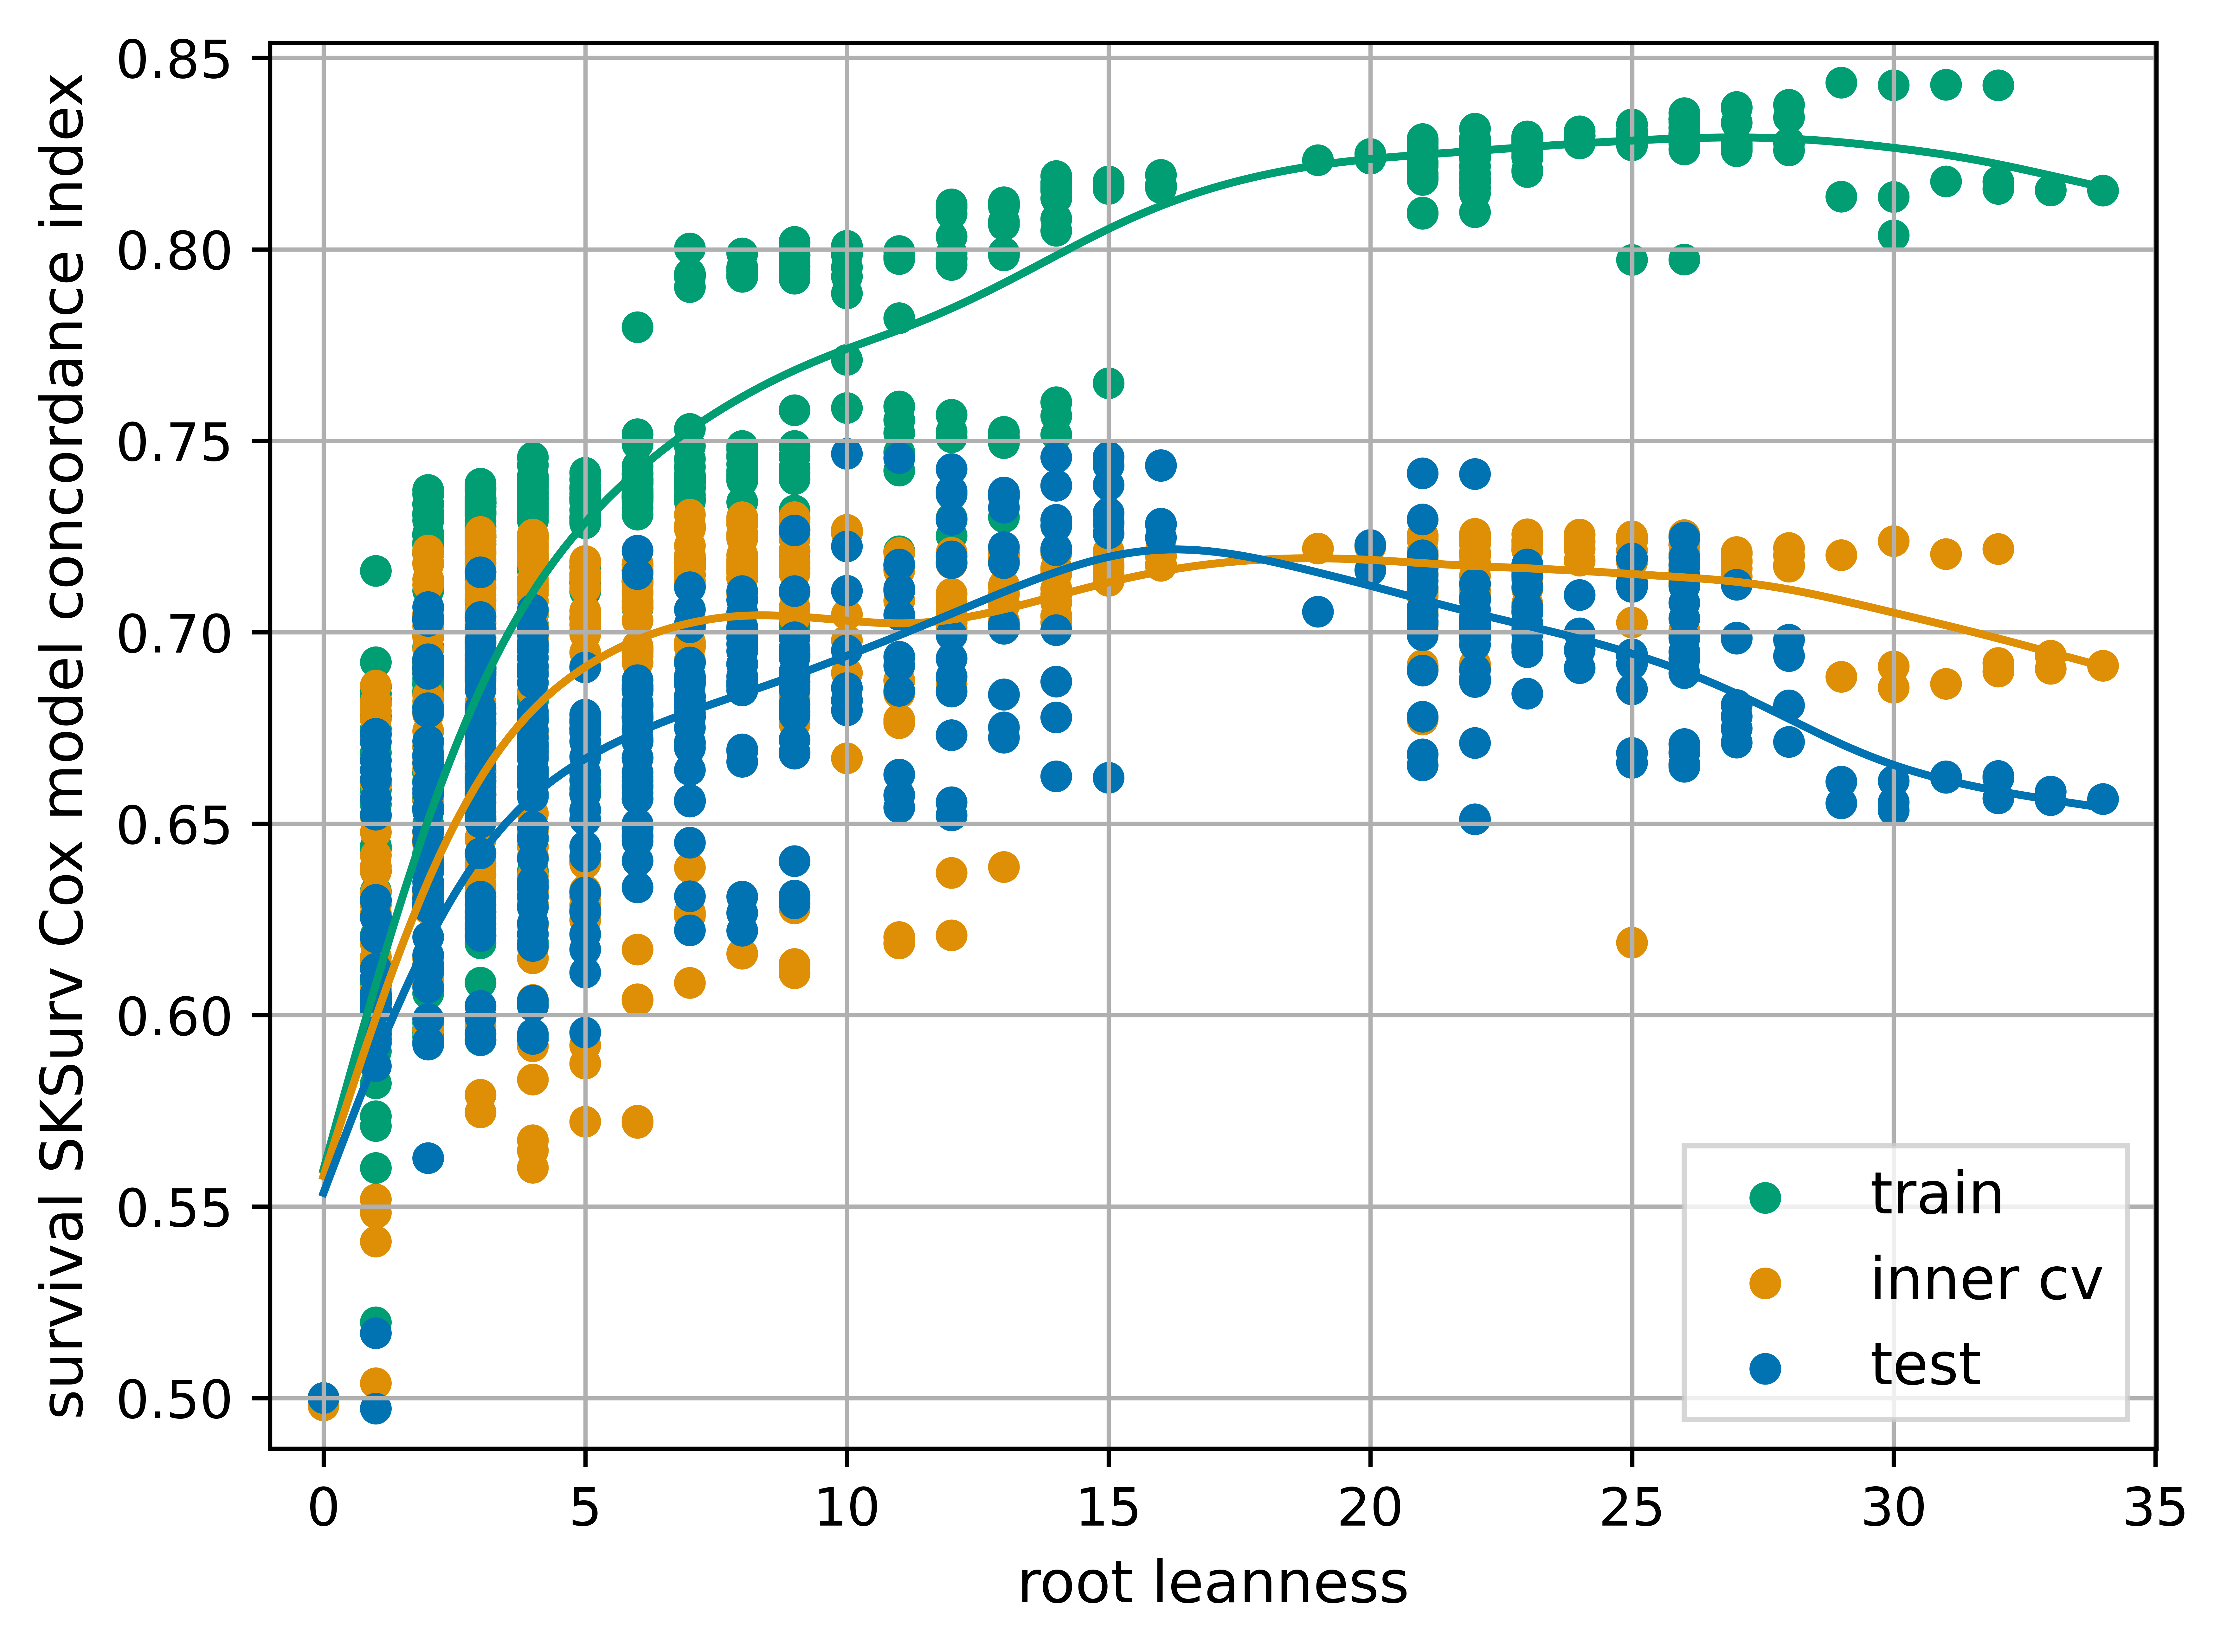 survival SKSurv Cox model concordance index
0.85
0.80
0.75
0.70
0.65
0.60
0.55
0.50
train
inner cv
test
0 5 10 15 20 25 30 35
root leanness